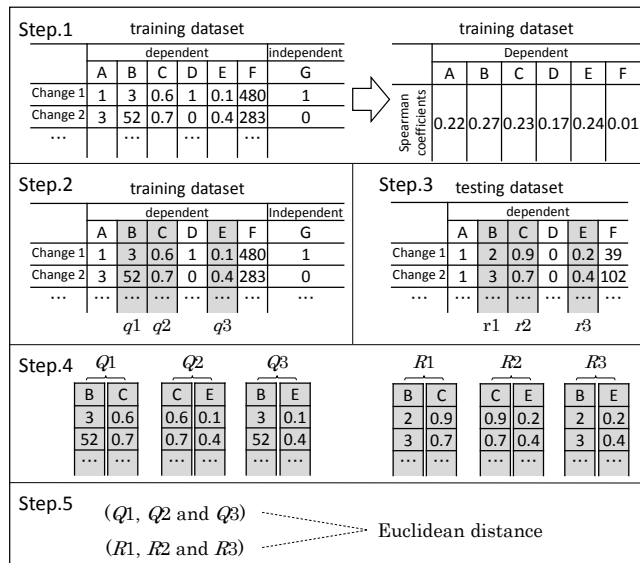 Step.1
training dataset
dependent independent
A B C D E F G
Change 1 1 3 0.6 1 0.1 480 1
Change 2 3 52 0.7 0 0.4 283 0
... ... ...
training dataset
Dependent
A B C D E F
Spearman coefficients
0.22 0.27 0.23 0.17 0.24 0.01
Step.2
training dataset
dependent Independent
A B C D E F G
Change 1 1 3 0.6 1 0.1 480 1
Change 2 3 52 0.7 0 0.4 283 0
... ... ... ... ... ... ... ...
q1 q2 q3
Step.3
testing dataset
dependent
A B C D E F
Change 1 1 2 0.9 0 0.2 39
Change 2 1 3 0.7 0 0.4 102
... ... ... ... ... ... ...
r1 r2 r3
Step.4
Q1 Q2 Q3 R1 R2 R3
B C C E B E B C C E B E
3 0.6 0.6 0.1 3 0.1 2 0.9 0.9 0.2 2 0.2
52 0.7 0.7 0.4 52 0.4 3 0.7 0.7 0.4 3 0.4
... ... ... ... ... ... ... ... ... ... ... ...
Step.5
(Q1, Q2 and Q3)
Euclidean distance
(R1, R2 and R3)